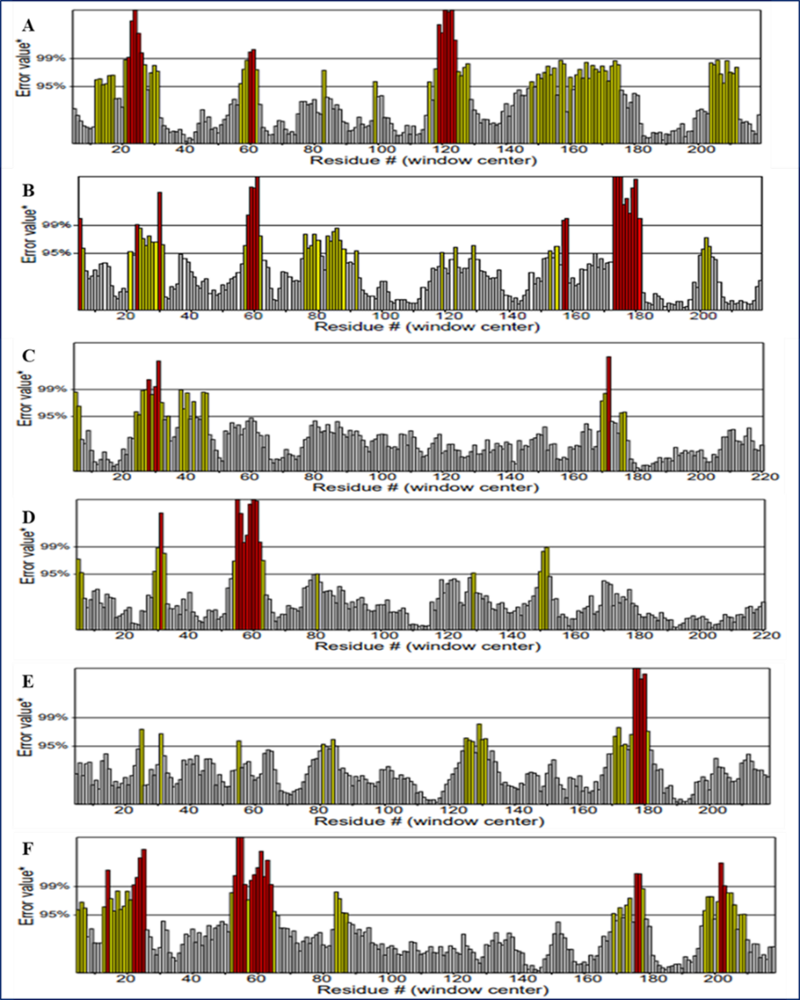 A
Error value*
99%
95%
20 40 60 80 100 120 140 160 180 200
Residue # (window center)
B
Error value*
99%
95%
20 40 60 80 100 120 140 160 180 200
Residue # (window center)
C
Error value*
99%
95%
20 40 60 80 100 120 140 160 180 200 220
Residue # (window center)
D
Error value*
99%
95%
20 40 60 80 100 120 140 160 180 200 220
Residue # (window center)
E
Error value*
99%
95%
20 40 60 80 100 120 140 160 180 200
Residue # (window center)
F
Error value*
99%
95%
20 40 60 80 100 120 140 160 180 200
Residue # (window center)